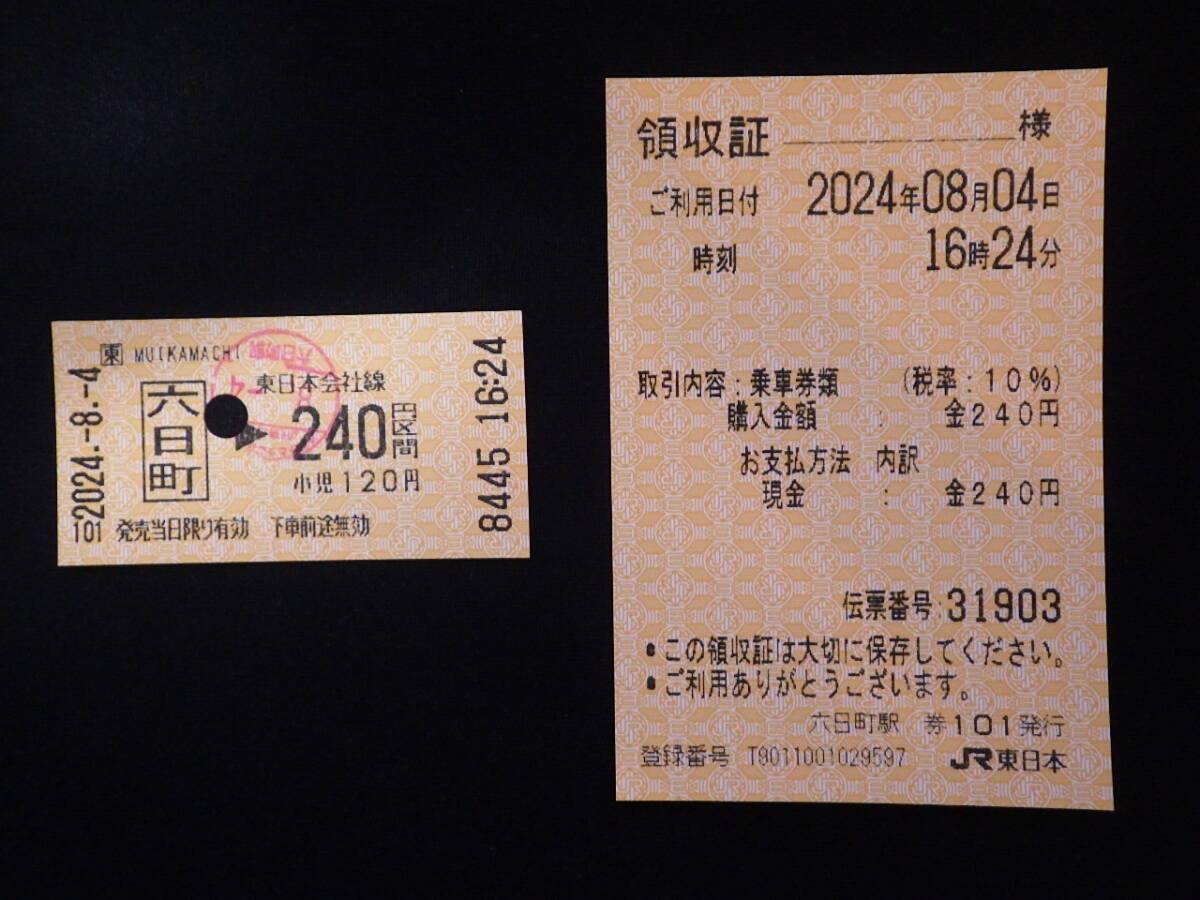 東 MUIKAMACHI
東日本会社線
六日町
240円区間
小児120円
発売当日限り有効 下車前途無効
101
2024.-8.-4
8445 16:24
領収証 様
ご利用日付 2024年08月04日
時刻 16時24分
取引内容:乗車券類 (税率:10%)
購入金額 : 金240円
お支払方法 内訳
現金 : 金240円
伝票番号:31903
•この領収証は大切に保存してください。
•ご利用ありがとうございます。
六日町駅 券101発行
登録番号 T9011001029597 JR東日本